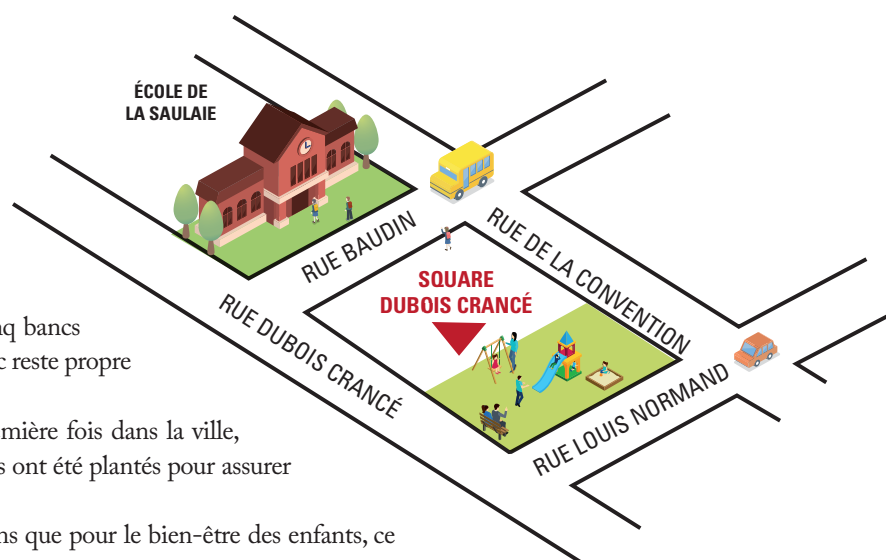 ÉCOLE DE
LA SAULAIE
RUE BAUDIN
RUE DE LA CONVENTION
SQUARE
DUBOIS CRANCÉ
RUE DUBOIS CRANCÉ
RUE LOUIS NORMAND
bancs
reste propre
fois dans la ville,
ont été plantés pour assurer
que pour le bien-être des enfants, ce